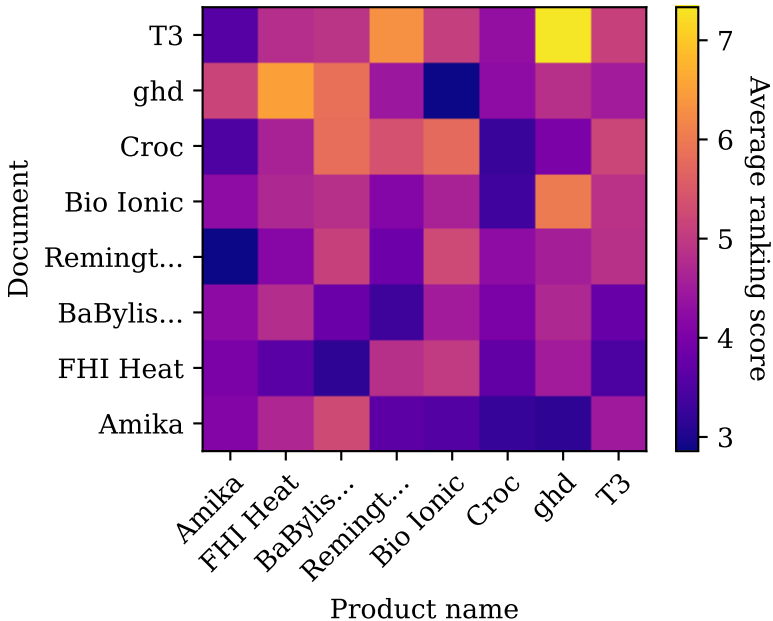 T3
ghd
Croc
Bio Ionic
Remingt...
BaBylis...
FHI Heat
Amika
Document
Amika
FHI Heat
BaBylis...
Remingt...
Bio Ionic
Croc
ghd
T3
Product name
7
6
5
4
3
Average ranking score